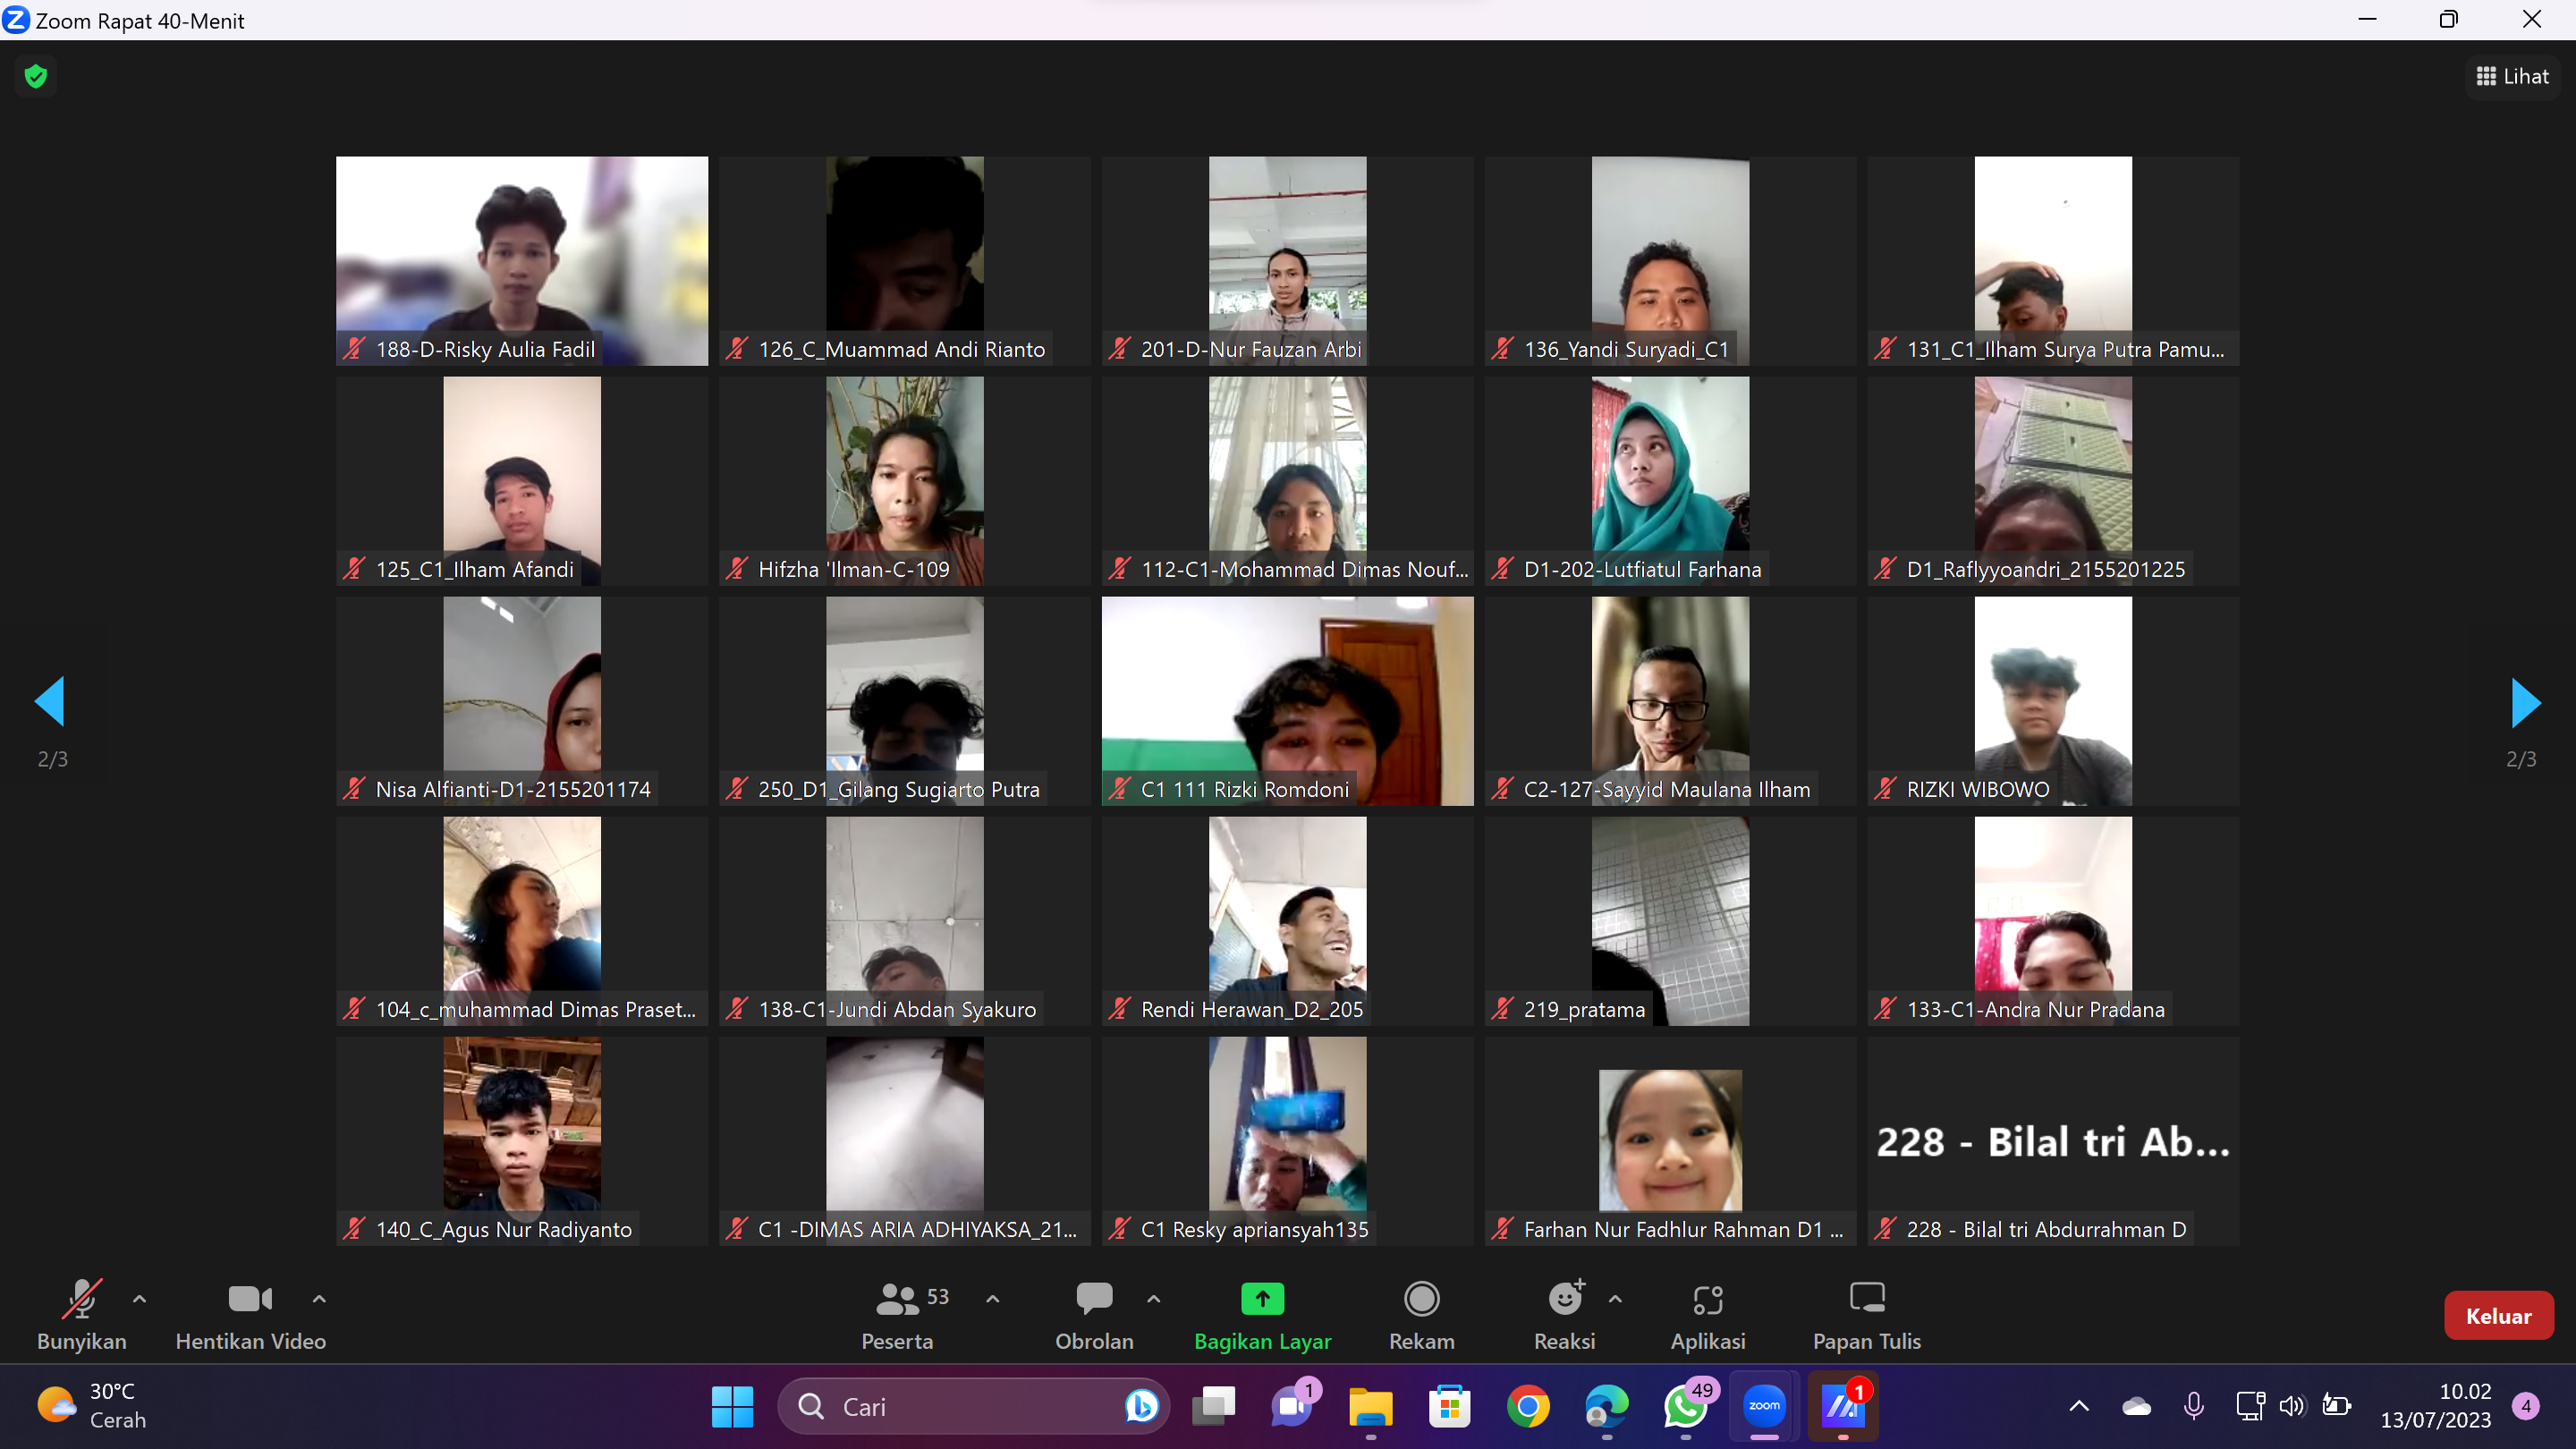 Zoom Rapat 40-Menit
Lihat
188-D-Risky Aulia Fadil
126_C_Muammad Andi Rianto
201-D-Nur Fauzan Arbi
136_Yandi Suryadi_C1
131_C1_Ilham Surya Putra Pamu...
125_C1_Ilham Afandi
Hifzha 'Ilman-C-109
112-C1-Mohammad Dimas Nouf...
D1-202-Lutfiatul Farhana
D1_Raflyyoandri_2155201225
2/3
2/3
Nisa Alfianti-D1-2155201174
250_D1_Gilang Sugiarto Putra
C1 111 Rizki Romdoni
C2-127-Sayyid Maulana Ilham
RIZKI WIBOWO
104_c_muhammad Dimas Praset...
138-C1-Jundi Abdan Syakuro
Rendi Herawan_D2_205
219_pratama
133-C1-Andra Nur Pradana
228 - Bilal tri Ab...
140_C_Agus Nur Radiyanto
C1 -DIMAS ARIA ADHIYAKSA_21...
C1 Resky apriansyah135
Farhan Nur Fadhlur Rahman D1 ...
228 - Bilal tri Abdurrahman D
53
Bunyikan
Hentikan Video
Peserta
Obrolan
Bagikan Layar
Rekam
Reaksi
Aplikasi
Papan Tulis
Keluar
30°C
Cerah
Cari
1
49
zoom
1
10.02
13/07/2023
4